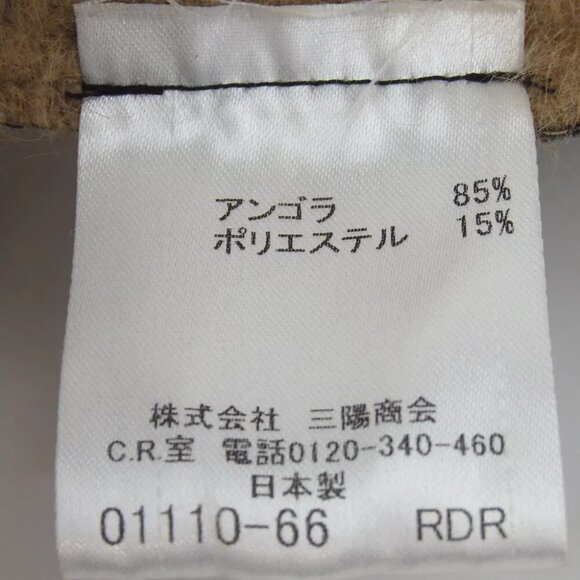 アンゴラ 85%
ポリエステル 15%
株式会社 三陽商会
C.R.室 電話0120-340-460
日本製
01110-66 RDR